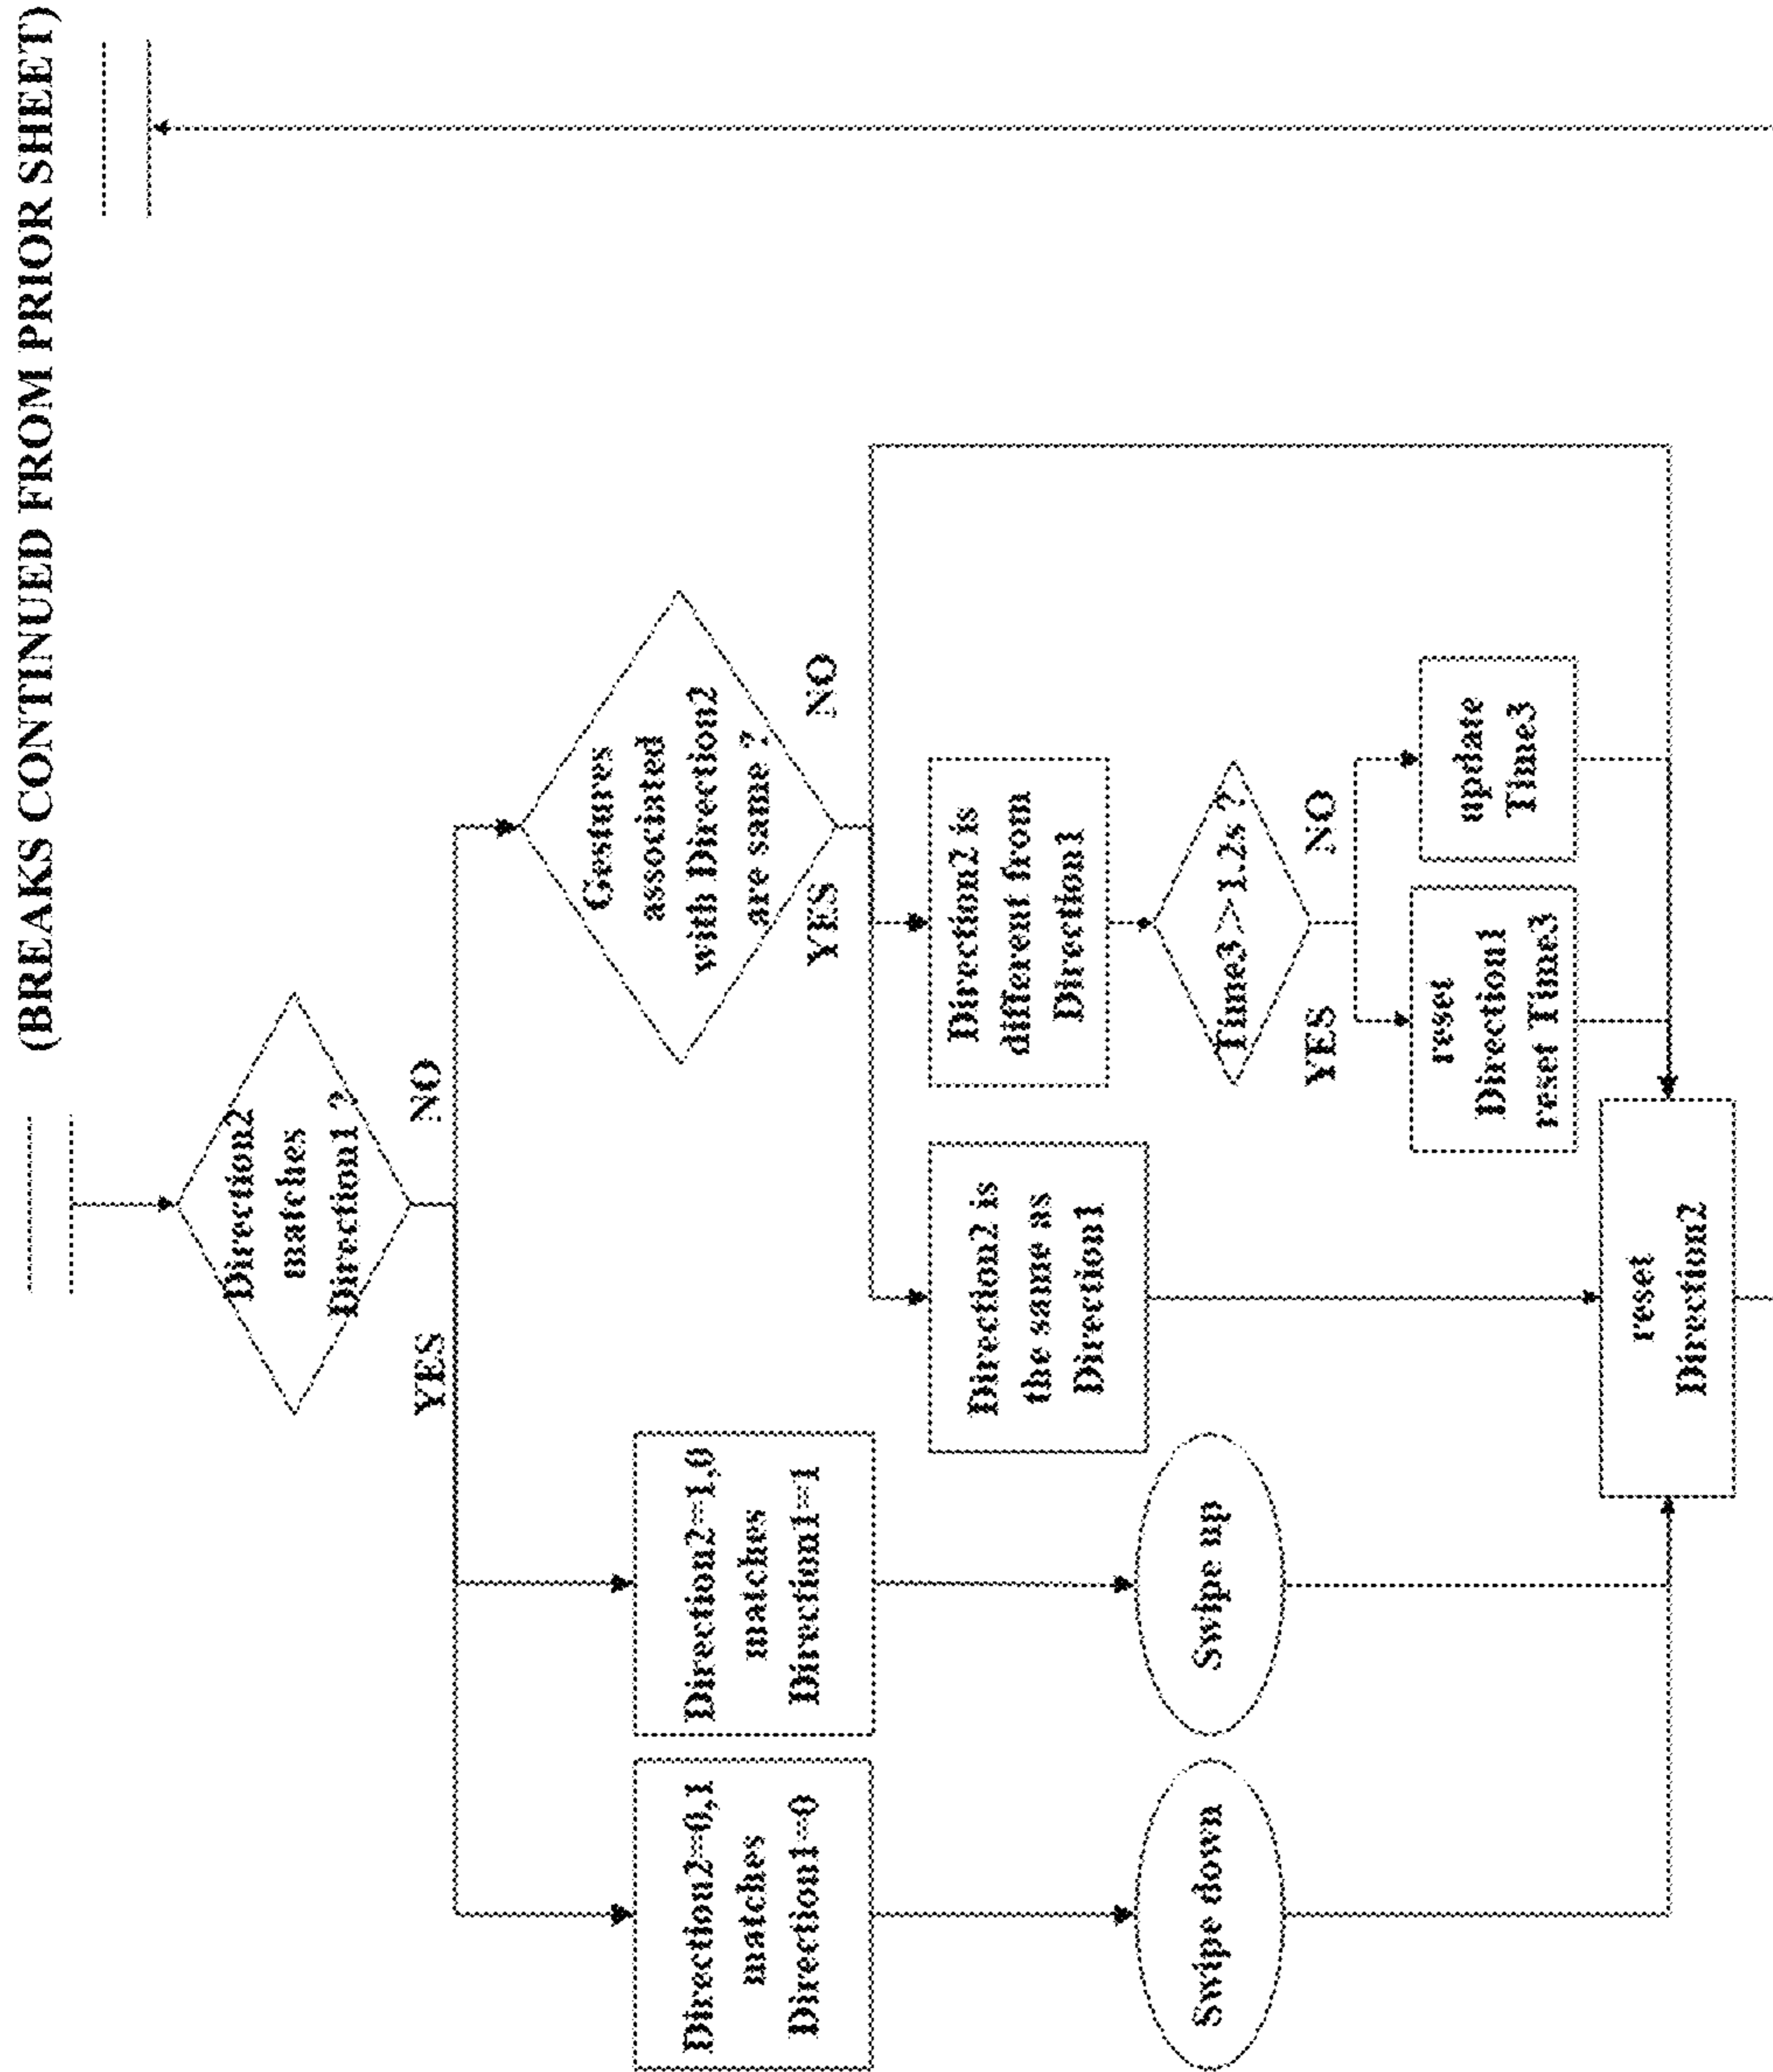 (BREAKS CONTINUED FROM PRIOR SHEET)
Direction2
matches
Direction1 ?
YES
NO
Direction2=0,1
matches
Direction1=0
Direction2=1,0
matches
Direction1=1
Gestures
associated
with Direction2
are same ?
YES
NO
Swipe down
Swipe up
Direction2 is
the same as
Direction1
Direction2 is
different from
Direction1
Time3>1.2s ?
YES
NO
reset
Direction1
reset Time3
update
Time3
reset
Direction2